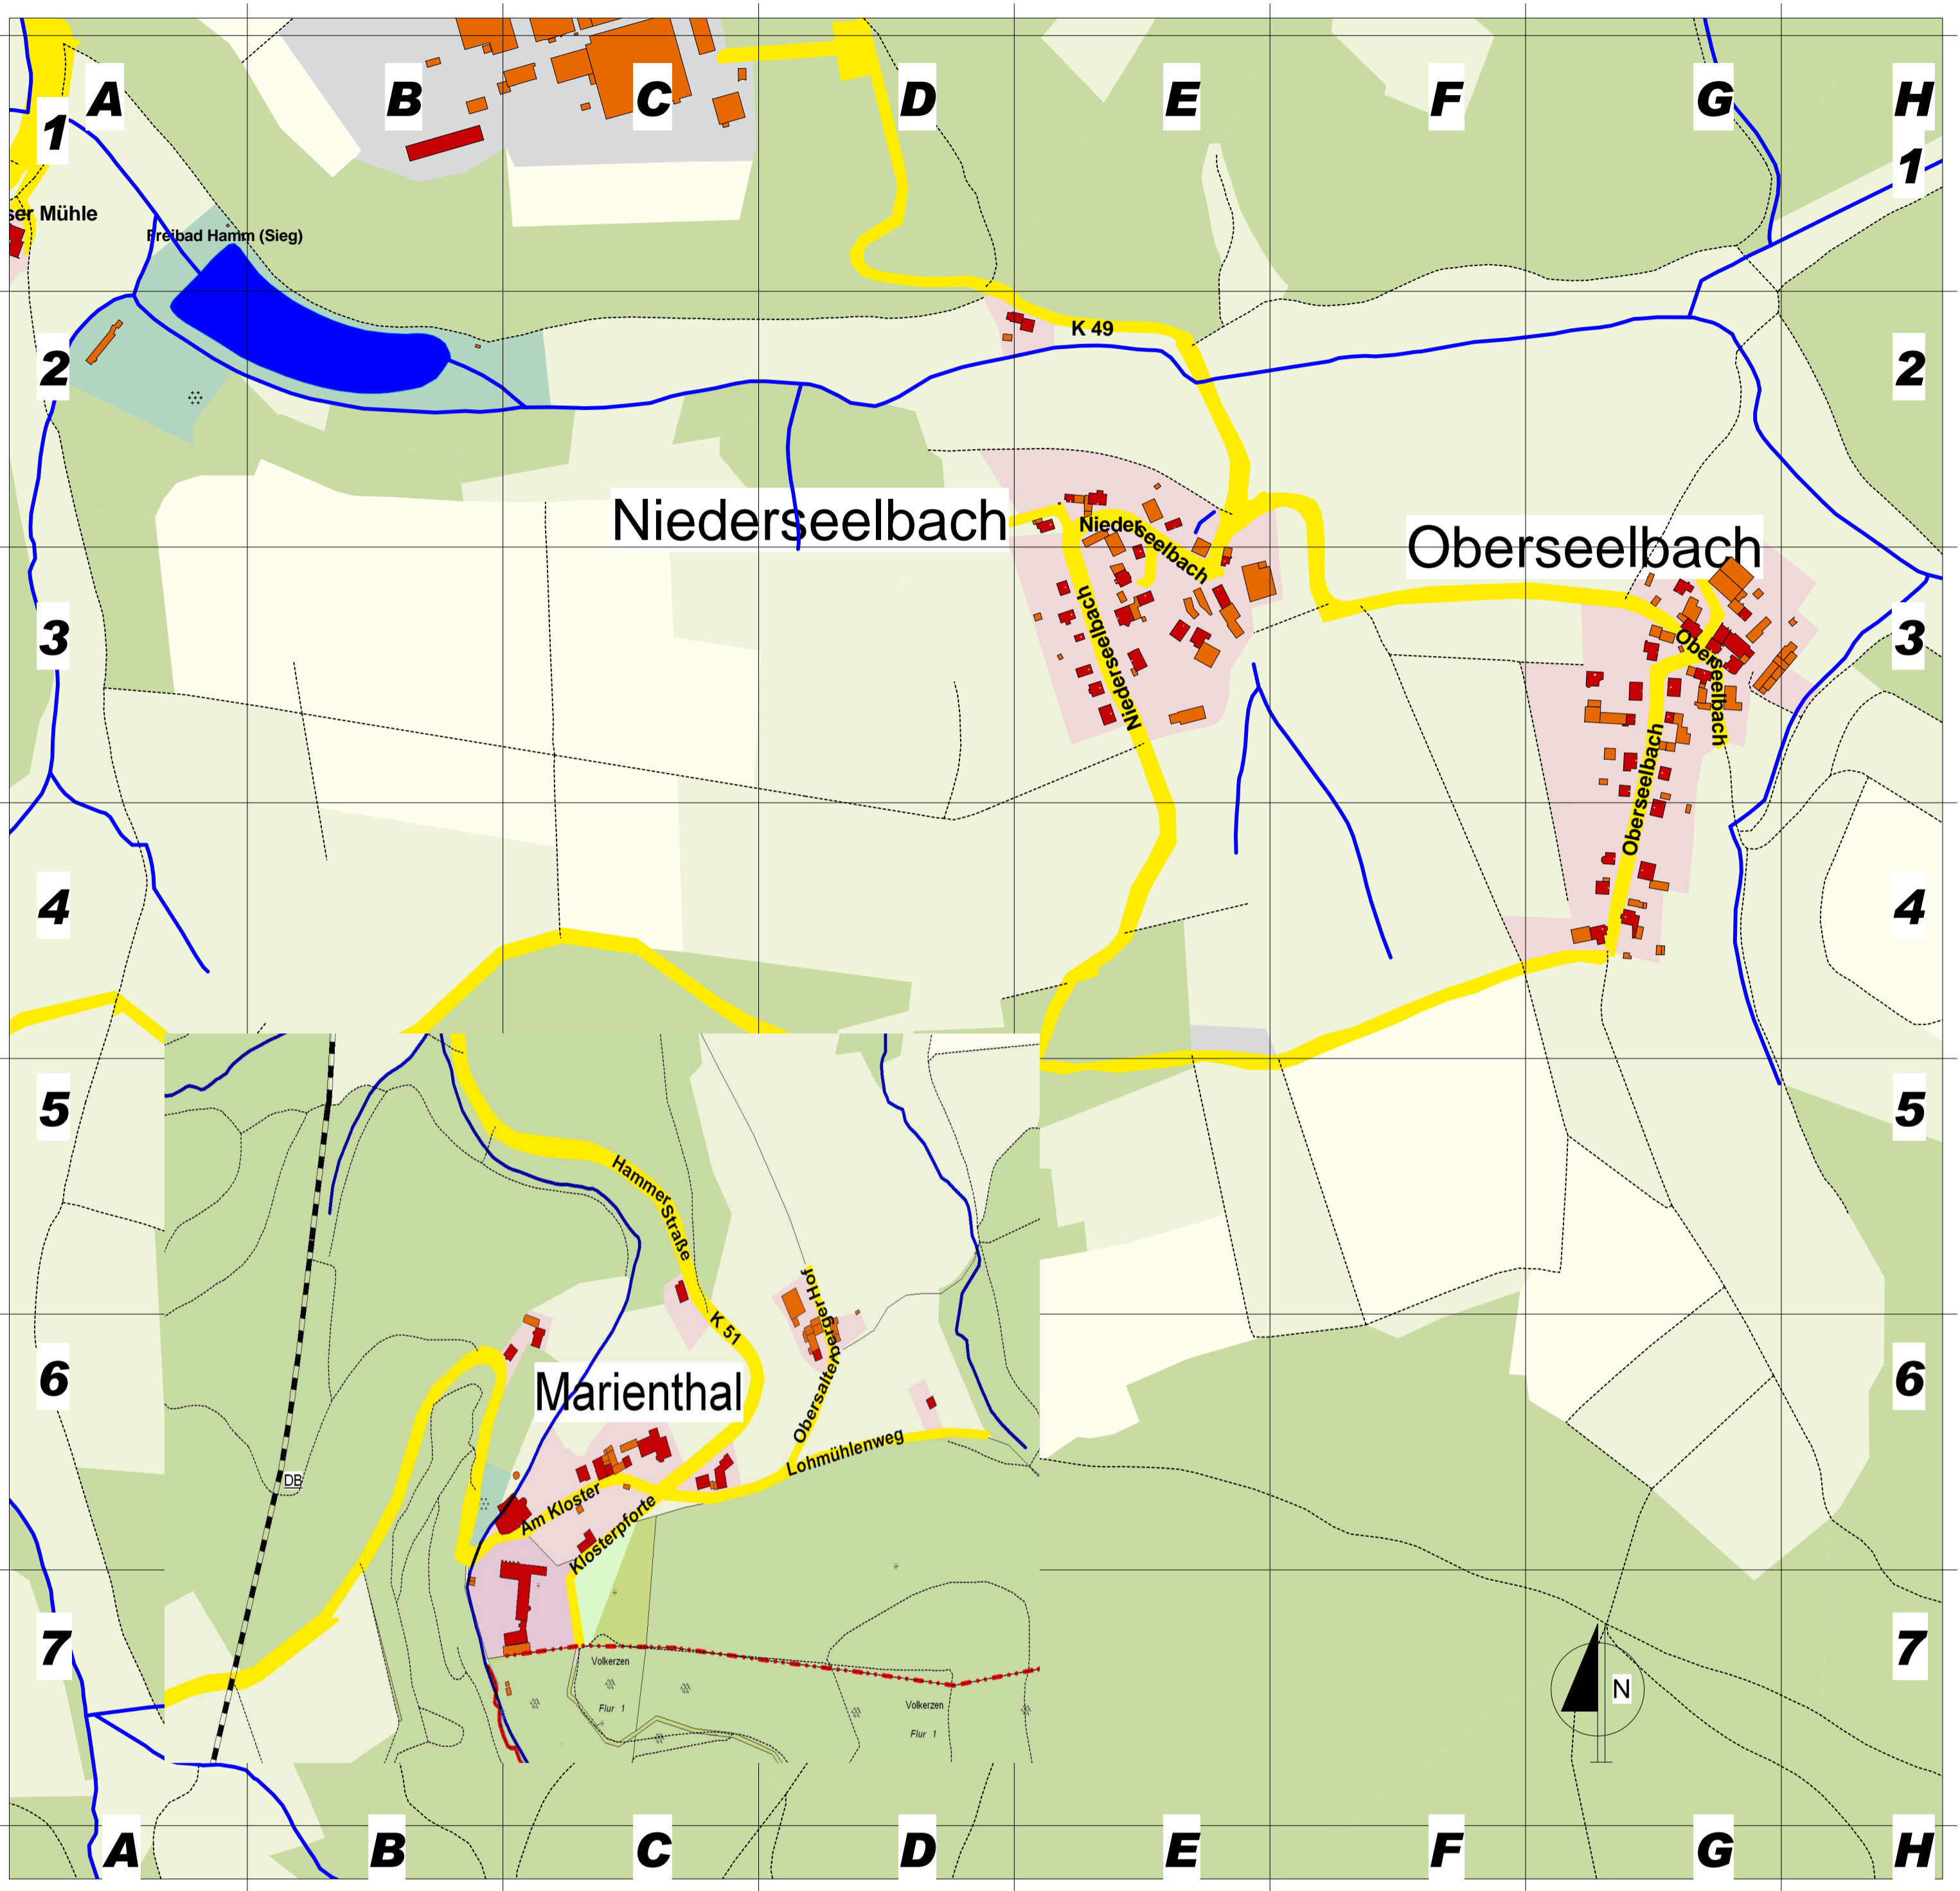 A B C D E F G H
1
1
ser Mühle
Freibad Hamm (Sieg)
K 49
2
2
Niederseelbach
Niederseelbach
Oberseelbach
Niederseelbach
3
3
Oberseelbach
Oberseelbach
4
4
5
5
Hammer Straße
Obersalterberger Hof
K 51
6
6
Marienthal
Lohmühlenweg
DB
Am Kloster
Klosterpforte
7
7
Volkerzen
Flur 1
Volkerzen
Flur 1
N
A B C D E F G H